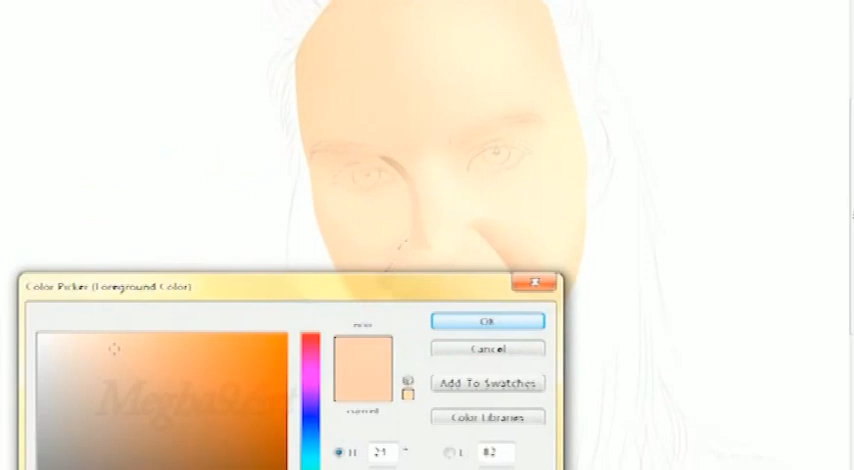 Color Picker (Foreground Color)
new
OK
Cancel
current
Add To Swatches
Color Libraries
H: 21 °
L: 82